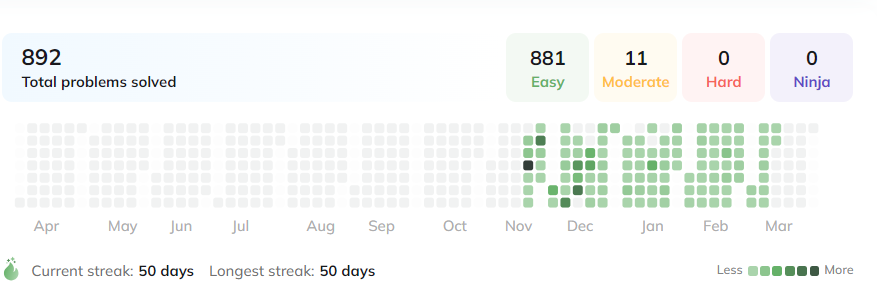 892
Total problems solved
881
Easy
11
Moderate
0
Hard
0
Ninja
Apr May Jun Jul Aug Sep Oct Nov Dec Jan Feb Mar
Current streak: 50 days Longest streak: 50 days
Less More